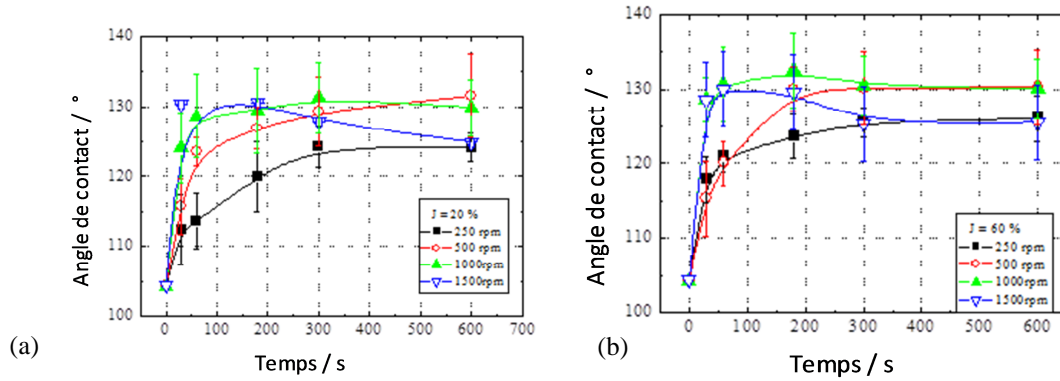 (a)
Angle de contact / °
140
130
120
110
100
J = 20 %
250 rpm
500 rpm
1000rpm
1500rpm
0 100 200 300 400 500 600 700
Temps / s
(b)
Angle de contact / °
140
130
120
110
100
J = 60 %
250 rpm
500 rpm
1000rpm
1500rpm
0 100 200 300 400 500 600
Temps / s